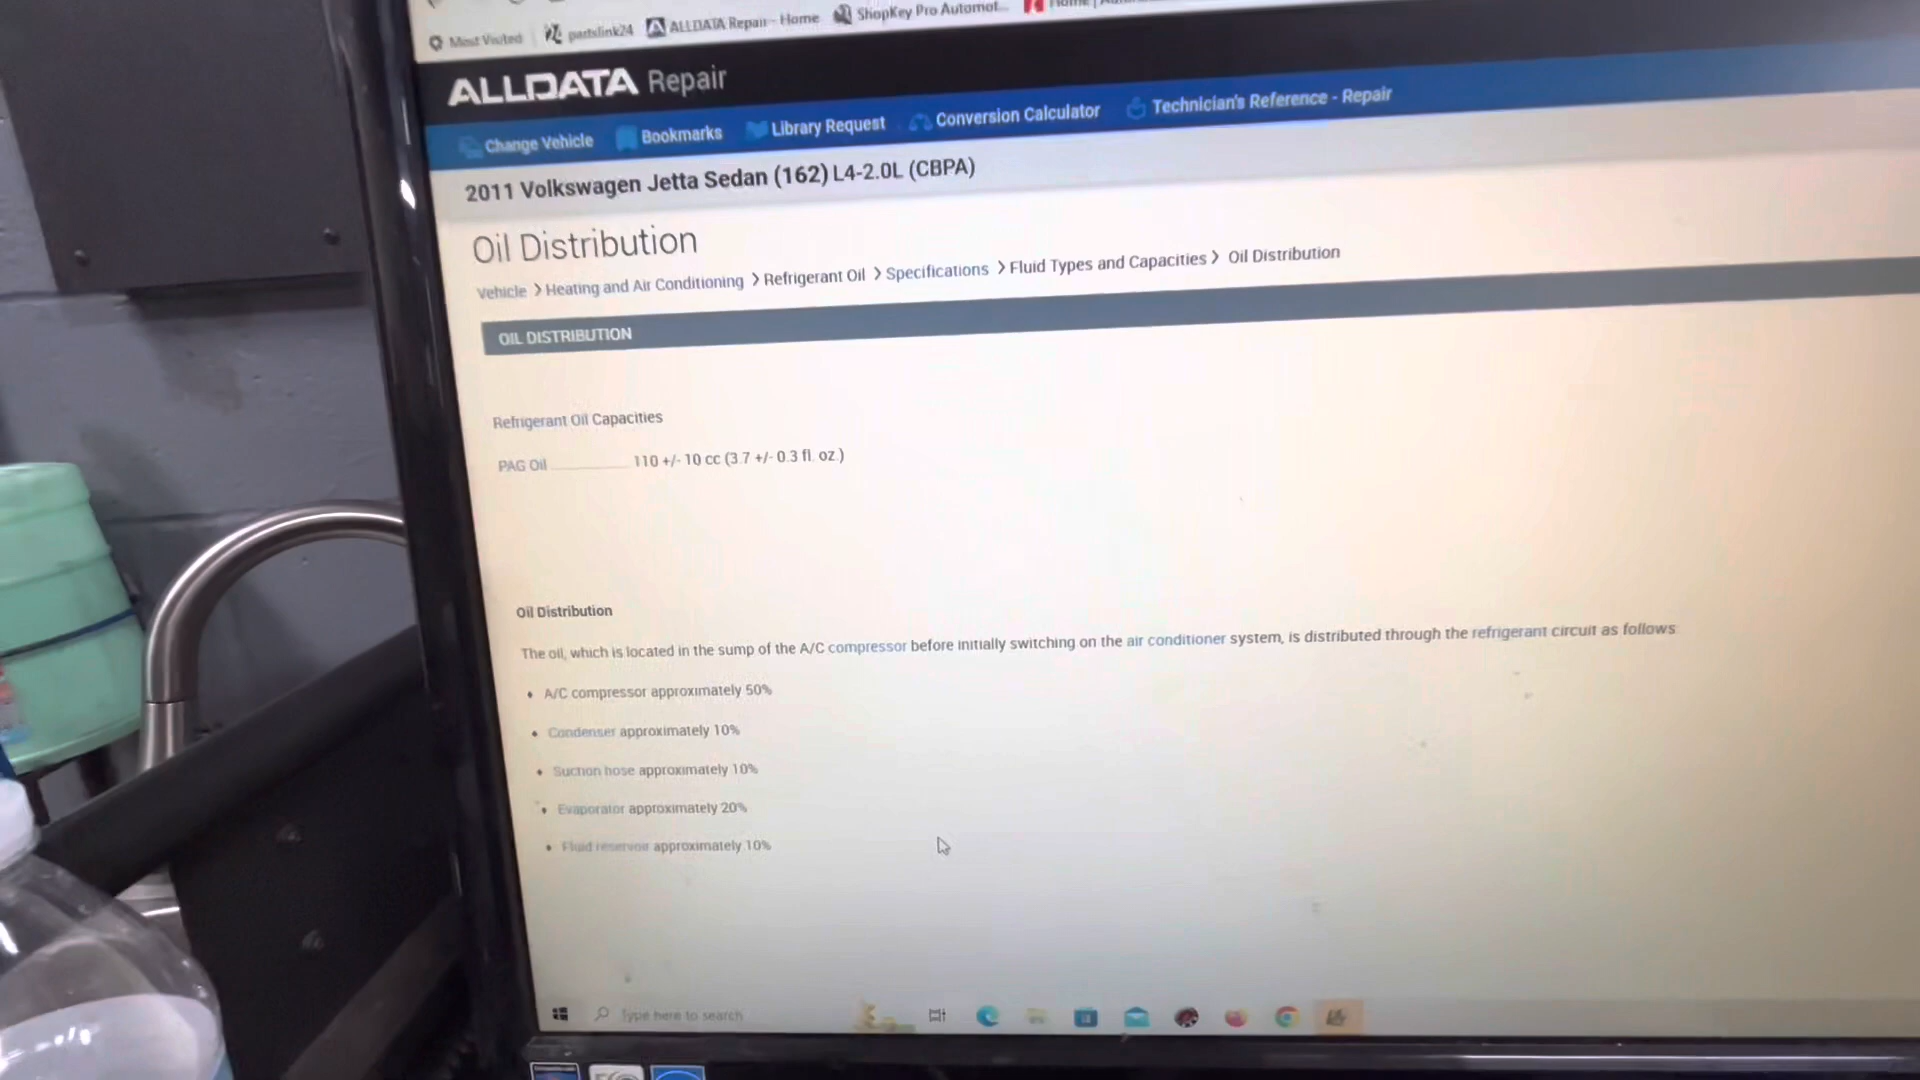 Most Visited partslink24 ALLDATA Repair - Home ShopKey Pro Automot...
ALLDATA Repair
Change Vehicle Bookmarks Library Request Conversion Calculator Technician's Reference - Repair
2011 Volkswagen Jetta Sedan (162) L4-2.0L (CBPA)
Oil Distribution
Vehicle > Heating and Air Conditioning > Refrigerant Oil > Specifications > Fluid Types and Capacities > Oil Distribution
OIL DISTRIBUTION
Refrigerant Oil Capacities
PAG Oil 110 +/- 10 cc (3.7 +/- 0.3 fl. oz.)
Oil Distribution
The oil, which is located in the sump of the A/C compressor before initially switching on the air conditioner system, is distributed through the refrigerant circuit as follows
• A/C compressor approximately 50%
• Condenser approximately 10%
• Suction hose approximately 10%
• Evaporator approximately 20%
• Fluid reservoir approximately 10%
Type here to search